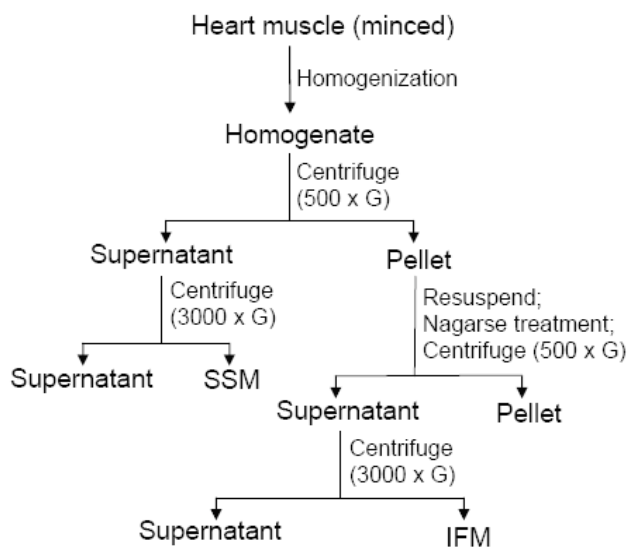 Heart muscle (minced)
Homogenization
Homogenate
Centrifuge
(500 x G)
Supernatant
Pellet
Centrifuge
(3000 x G)
Resuspend;
Nagarse treatment;
Centrifuge (500 x G)
Supernatant
SSM
Supernatant
Pellet
Centrifuge
(3000 x G)
Supernatant
IFM